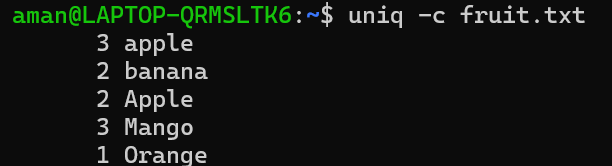 aman@LAPTOP-QRMSLTK6:~$ uniq -c fruit.txt
3 apple
2 banana
2 Apple
3 Mango
1 Orange